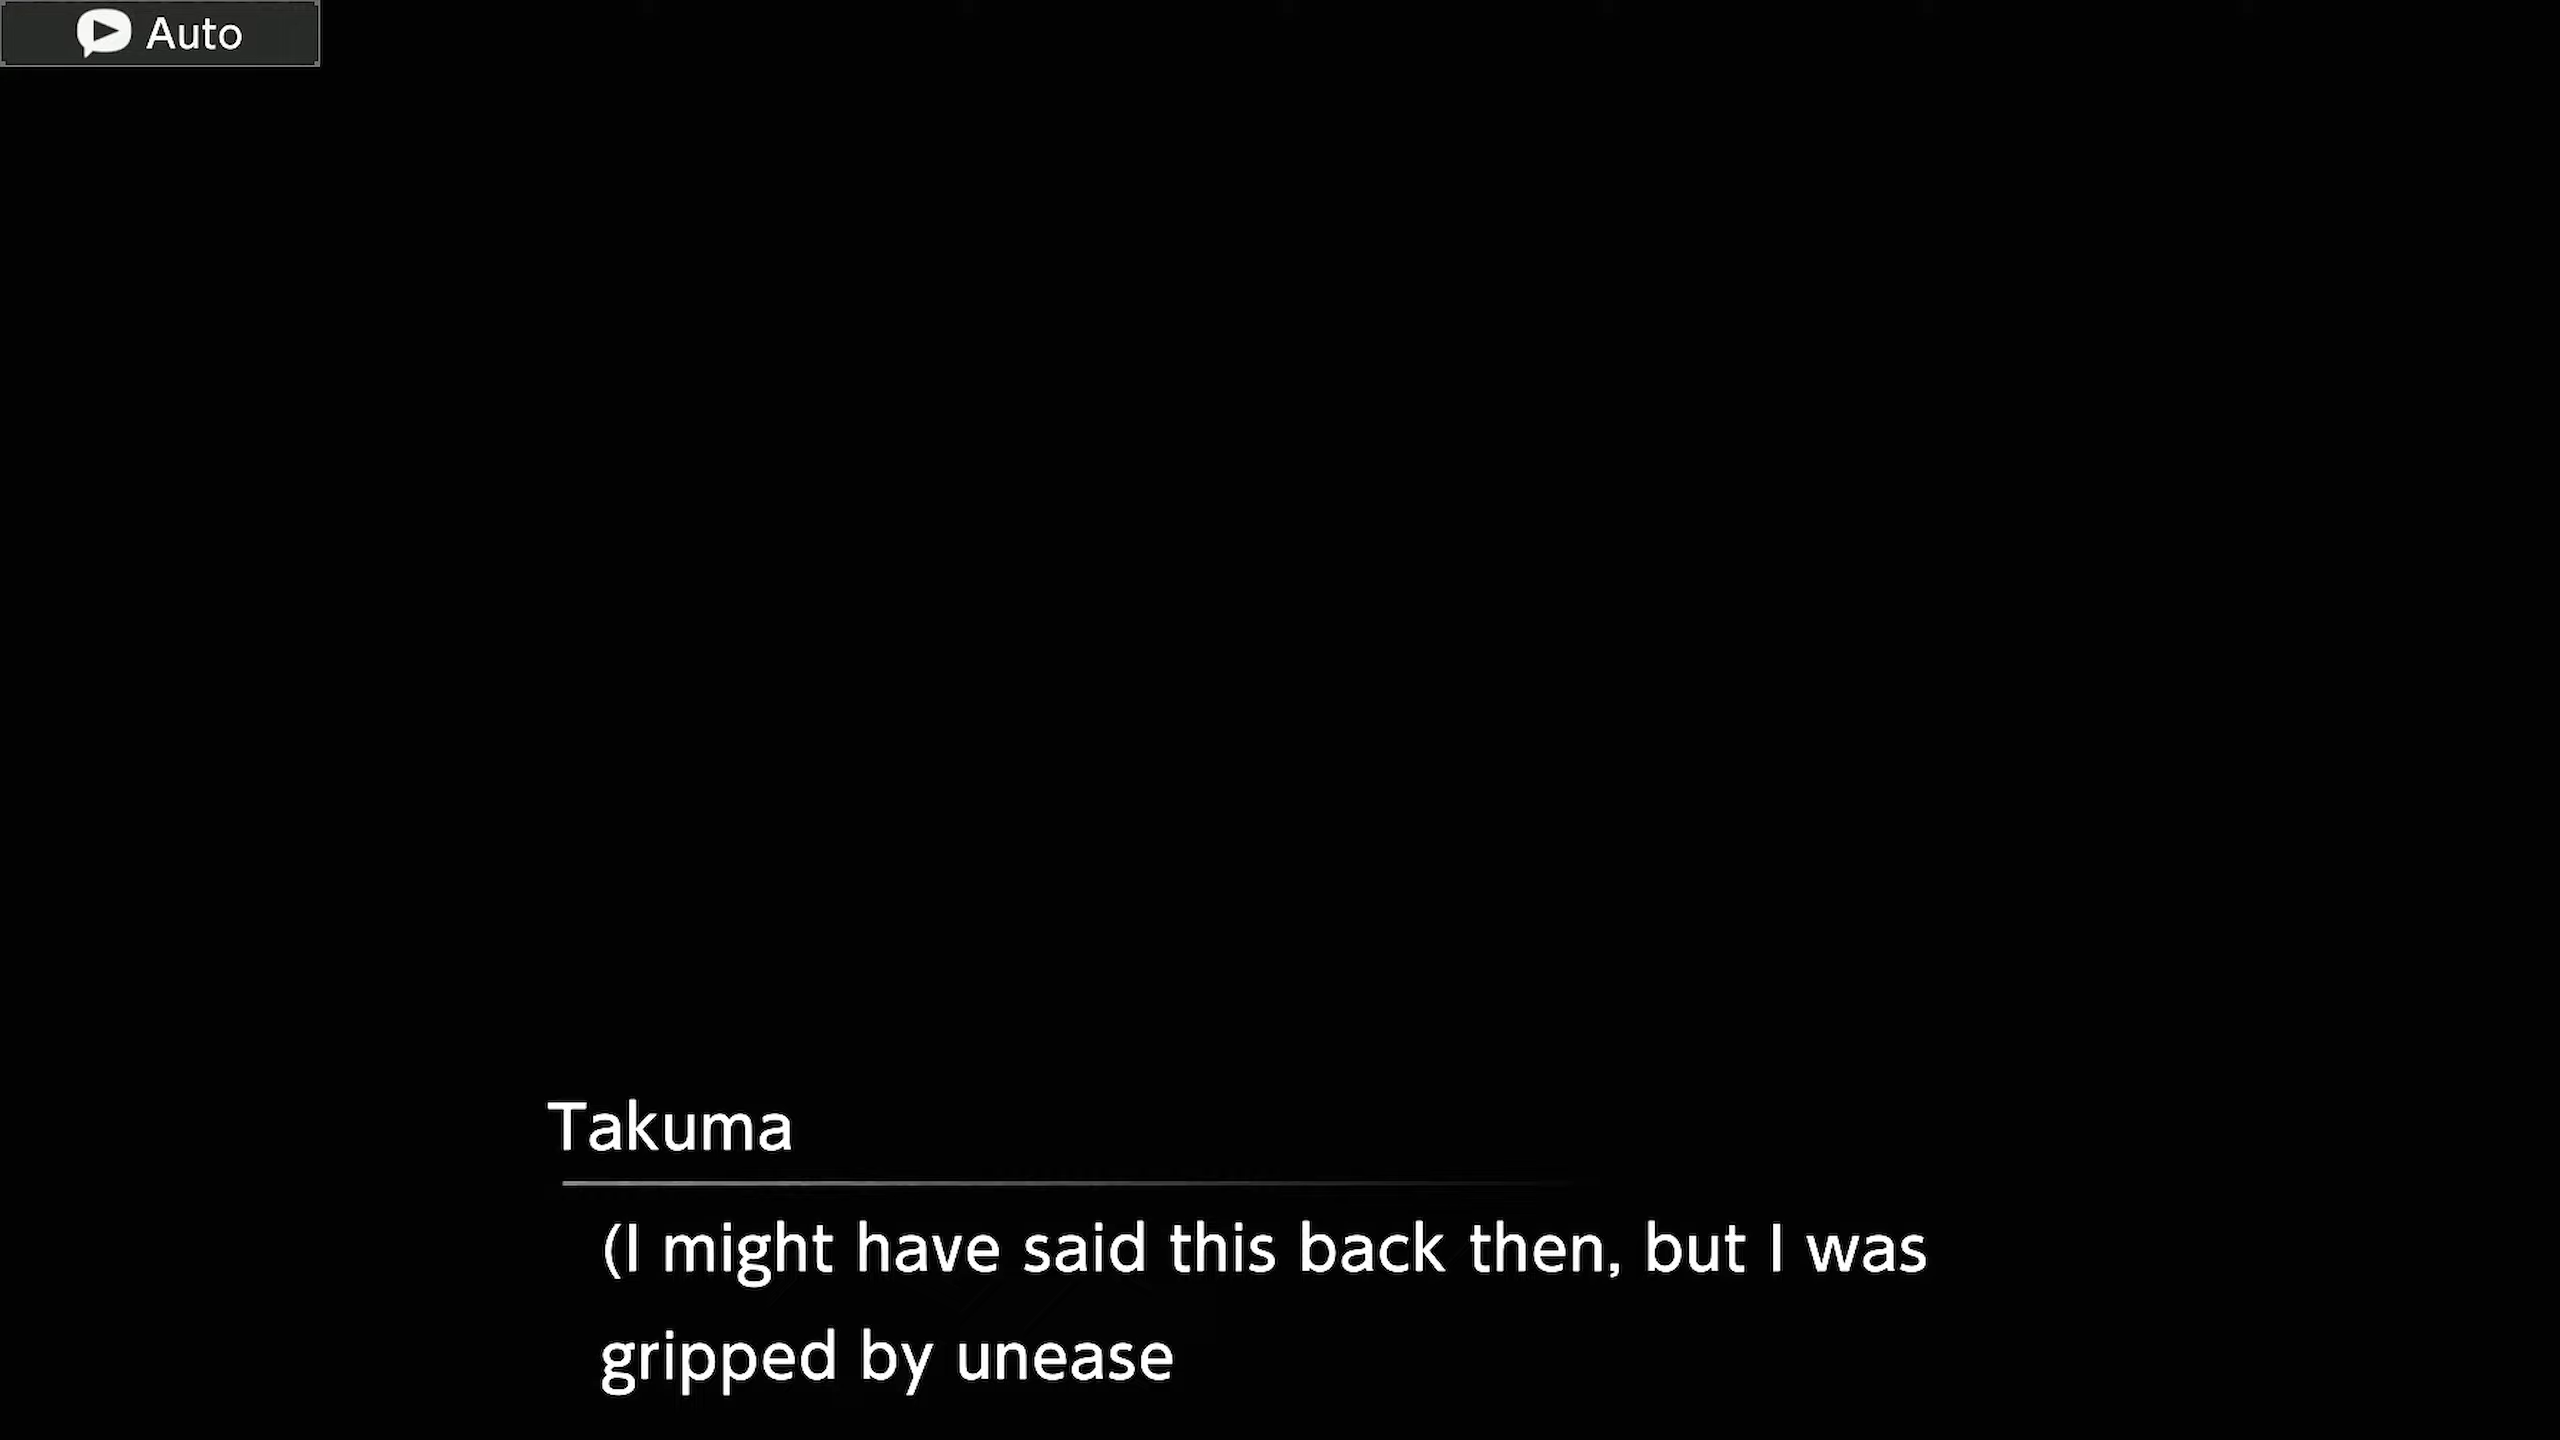 Auto
Takuma
(I might have said this back then, but I was
gripped by unease